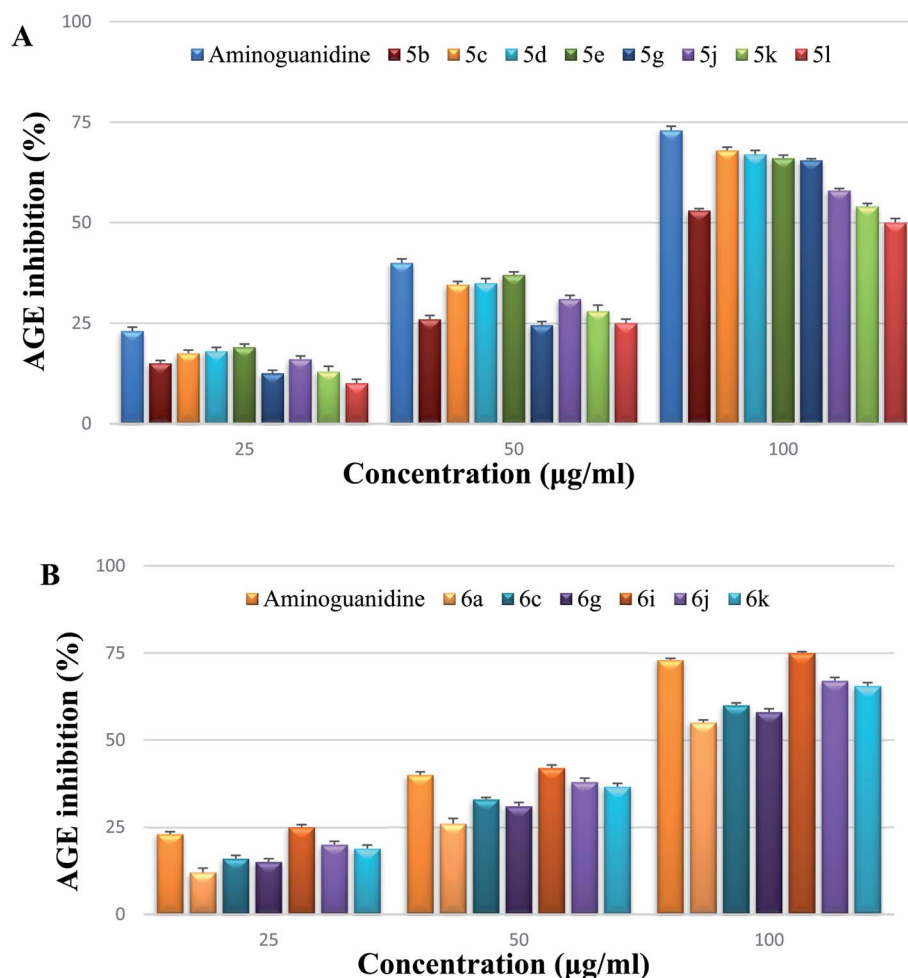 A
100
Aminoguanidine 5b 5c 5d 5e 5g 5j 5k 5l
75
50
25
0
AGE inhibition (%)
25 50 100
Concentration (µg/ml)
B
100
Aminoguanidine 6a 6c 6g 6i 6j 6k
75
50
25
0
AGE inhibition (%)
25 50 100
Concentration (µg/ml)